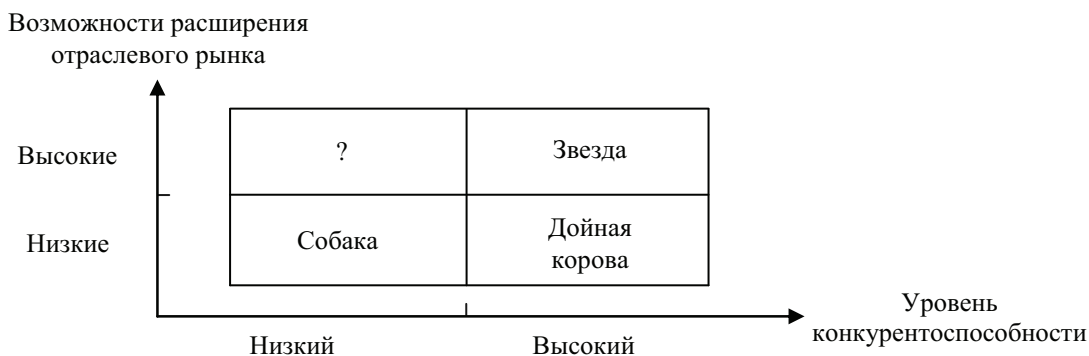 Возможности расширения
отраслевого рынка
Высокие
?
Звезда
Низкие
Собака
Дойная
корова
Уровень
конкурентоспособности
Низкий
Высокий